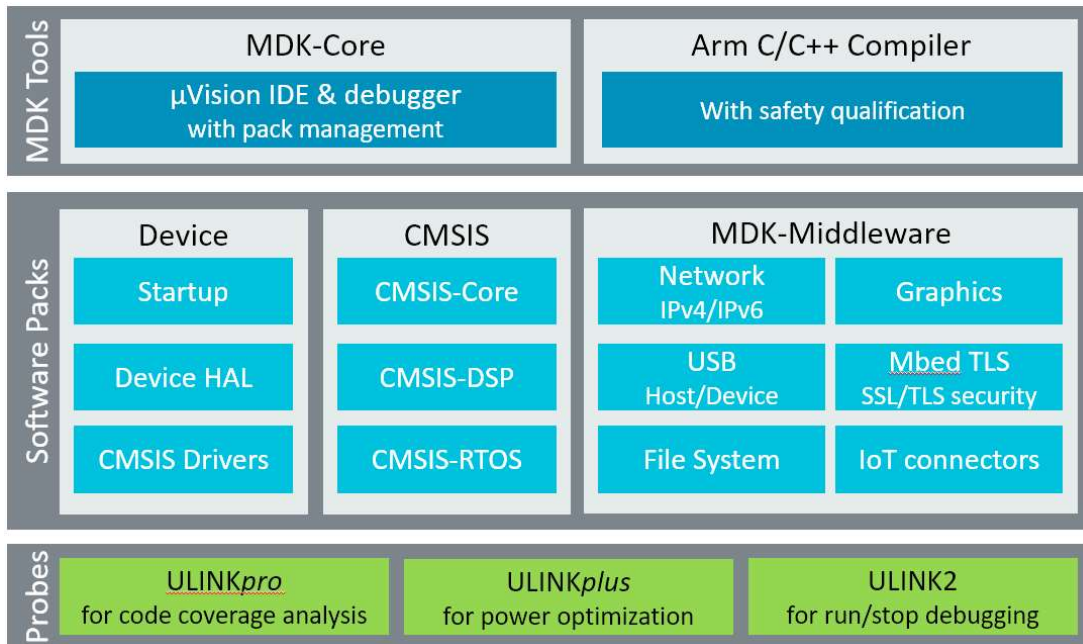 MDK Tools
MDK-Core
µVision IDE & debugger
with pack management
Arm C/C++ Compiler
With safety qualification
Software Packs
Device
Startup
Device HAL
CMSIS Drivers
CMSIS
CMSIS-Core
CMSIS-DSP
CMSIS-RTOS
MDK-Middleware
Network
IPv4/IPv6
Graphics
USB
Host/Device
Mbed TLS
SSL/TLS security
File System
IoT connectors
Probes
ULINKpro
for code coverage analysis
ULINKplus
for power optimization
ULINK2
for run/stop debugging